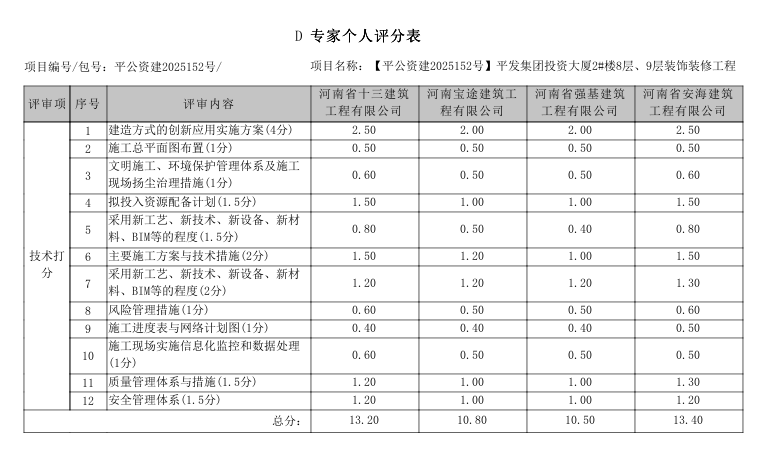 D 专家个人评分表
项目编号/包号: 平公资建2025152号/ 项目名称: 【平公资建2025152号】平发集团投资大厦2#楼8层、9层装饰装修工程
评审项 序号 评审内容 河南省十三建筑工程有限公司 河南宝途建筑工程有限公司 河南省强基建筑工程有限公司 河南省安海建筑工程有限公司
技术打分
1 建造方式的创新应用实施方案(4分) 2.50 2.00 2.00 2.50
2 施工总平面图布置(1分) 0.50 0.50 0.50 0.50
3 文明施工、环境保护管理体系及施工现场扬尘治理措施(1分) 0.60 0.50 0.50 0.60
4 拟投入资源配备计划(1.5分) 1.50 1.00 1.00 1.50
5 采用新工艺、新技术、新设备、新材料、BIM等的程度(1.5分) 0.80 0.50 0.40 0.80
6 主要施工方案与技术措施(2分) 1.50 1.20 1.00 1.50
7 采用新工艺、新技术、新设备、新材料、BIM等的程度(2分) 1.20 1.20 1.20 1.30
8 风险管理措施(1分) 0.60 0.50 0.50 0.60
9 施工进度表与网络计划图(1分) 0.40 0.40 0.40 0.50
10 施工现场实施信息化监控和数据处理(1分) 0.60 0.50 0.50 0.50
11 质量管理体系与措施(1.5分) 1.20 1.00 1.00 1.30
12 安全管理体系(1.5分) 1.20 1.00 1.00 1.20
总分: 13.20 10.80 10.50 13.40